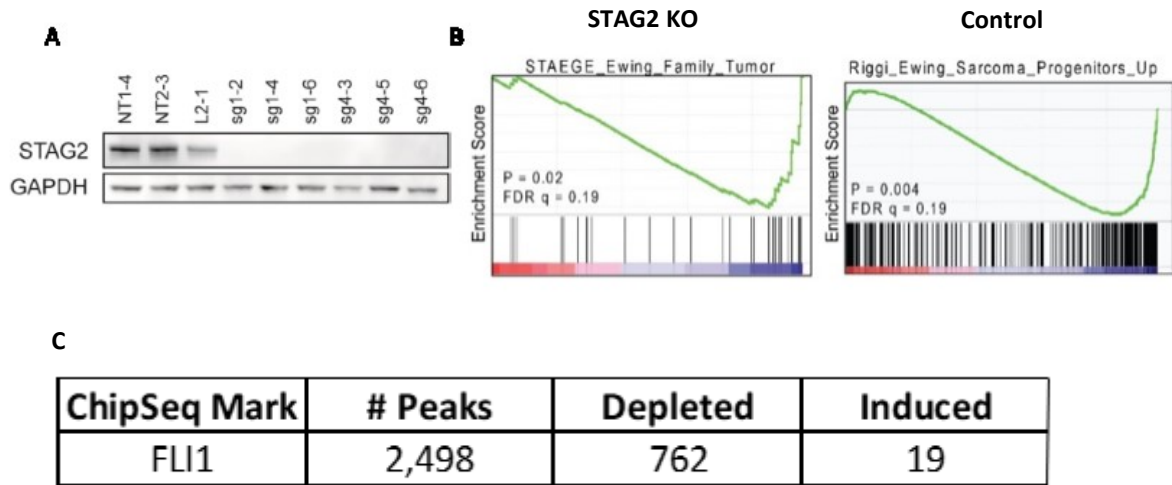 A
NT1-4
NT2-3
L2-1
sg1-2
sg1-4
sg1-6
sg4-3
sg4-5
sg4-6
STAG2
GAPDH
B
STAG2 KO
STAEGE_Ewing_Family_Tumor
Enrichment Score
P = 0.02
FDR q = 0.19
Control
Riggi_Ewing_Sarcoma_Progenitors_Up
Enrichment Score
P = 0.004
FDR q = 0.19
C
ChipSeq Mark # Peaks Depleted Induced
FLI1 2,498 762 19